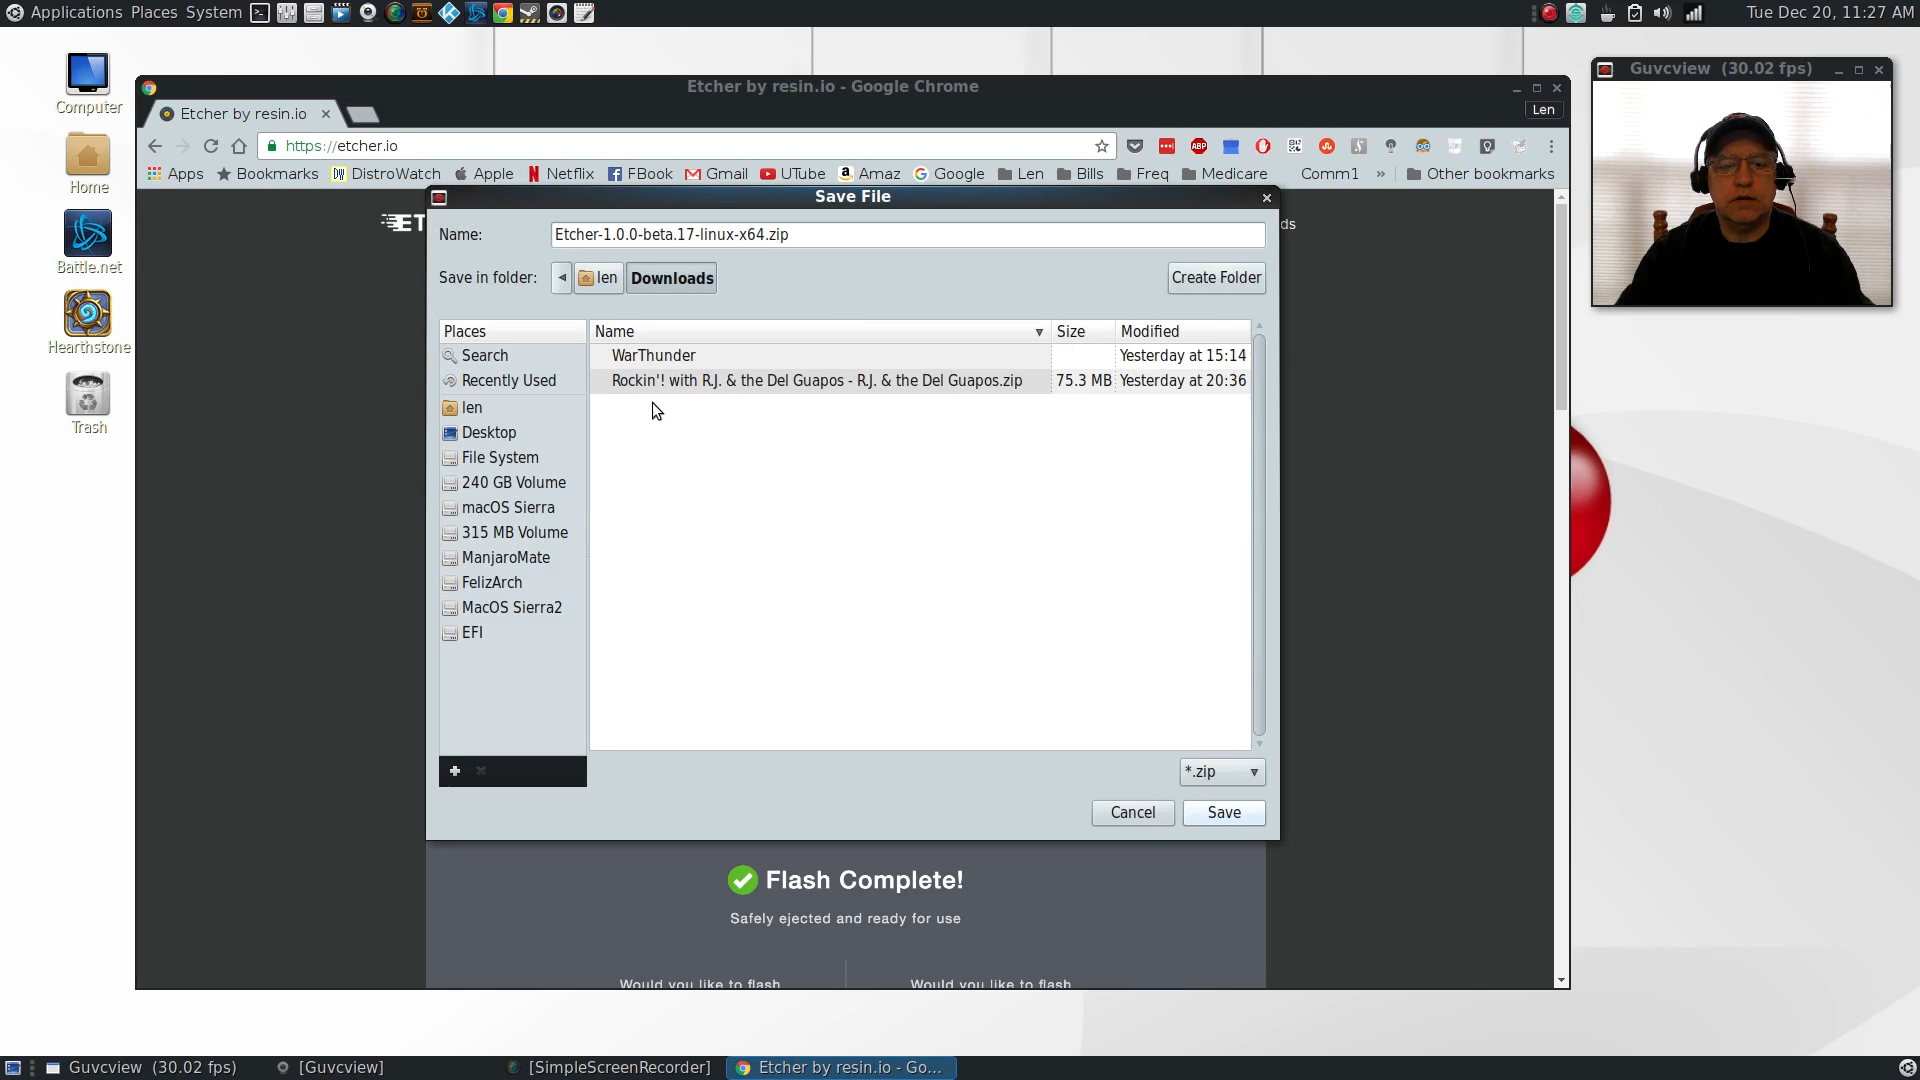 Applications Places System
Tue Dec 20, 11:27 AM
Computer
Home
Battle.net
Hearthstone
Trash
Etcher by resin.io - Google Chrome
Etcher by resin.io
Len
https://etcher.io
Apps Bookmarks DistroWatch Apple Netflix FBook Gmail UTube Amaz Google Len Bills Freq Medicare Comm1 » Other bookmarks
ET
ds
Save File
Name: Etcher-1.0.0-beta.17-linux-x64.zip
Save in folder: len Downloads Create Folder
Places
Search
Recently Used
len
Desktop
File System
240 GB Volume
macOS Sierra
315 MB Volume
ManjaroMate
FelizArch
MacOS Sierra2
EFI
Name Size Modified
WarThunder Yesterday at 15:14
Rockin'! with R.J. & the Del Guapos - R.J. & the Del Guapos.zip 75.3 MB Yesterday at 20:36
*.zip
Cancel Save
Flash Complete!
Safely ejected and ready for use
Would you like to flash Would you like to flash
Guvcview (30.02 fps)
Guvcview (30.02 fps) [Guvcview] [SimpleScreenRecorder] Etcher by resin.io - Go...
ABP